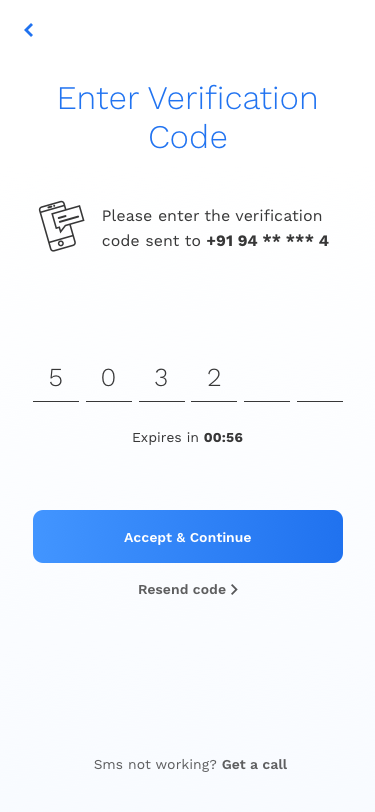 Enter Verification
Code
Please enter the verification
code sent to +91 94 ** *** 4
5 0 3 2
Expires in 00:56
Accept & Continue
Resend code
Sms not working? Get a call